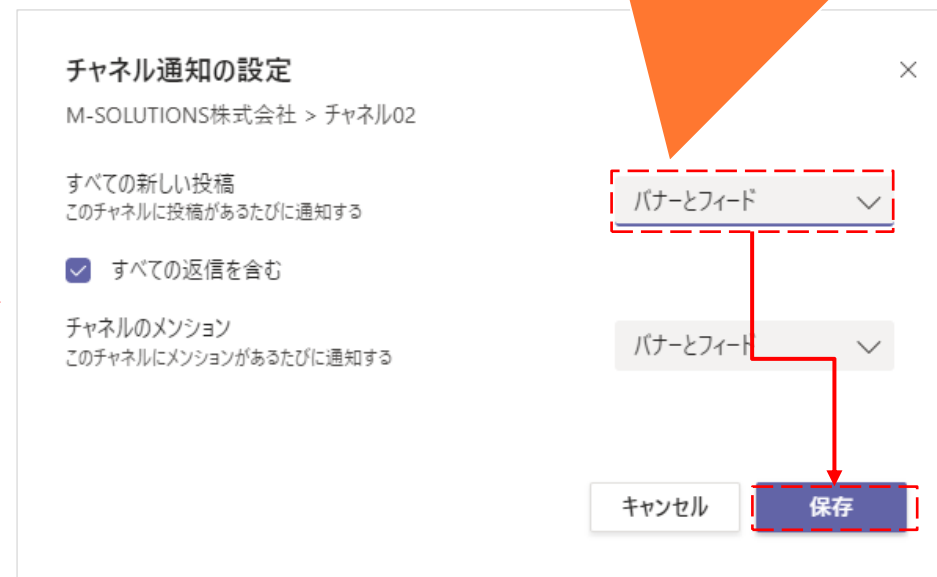 チャネル通知の設定
M-SOLUTIONS株式会社 > チャネル02
すべての新しい投稿
このチャネルに投稿があるたびに通知する
バナーとフィード
すべての返信を含む
チャネルのメンション
このチャネルにメンションがあるたびに通知する
バナーとフィード
キャンセル
保存